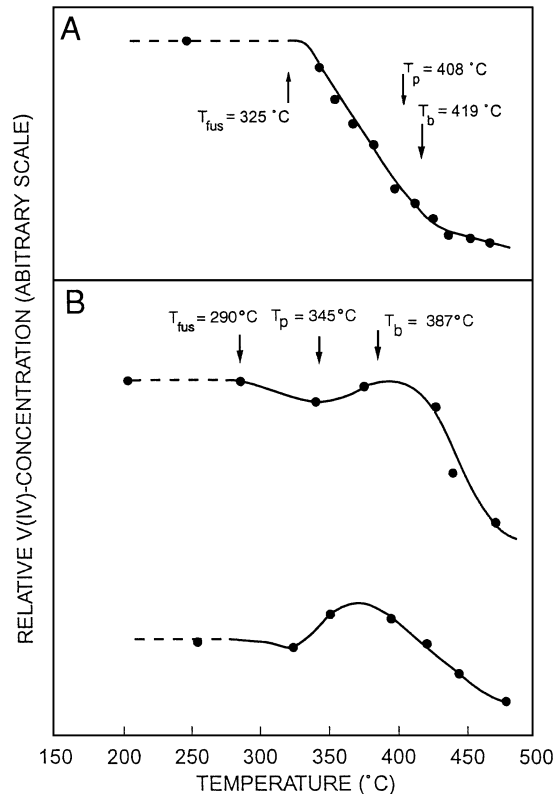 A
T_p = 408 °C
T_fus = 325 °C
T_b = 419 °C
B
T_fus = 290°C
T_p = 345°C
T_b = 387°C
RELATIVE V(IV)-CONCENTRATION (ABITRARY SCALE)
150 200 250 300 350 400 450 500
TEMPERATURE (°C)